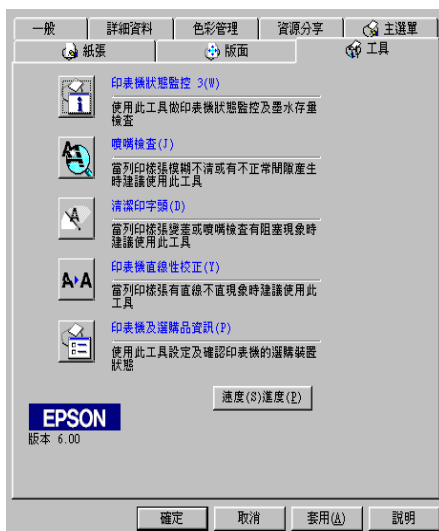 一般 詳細資料 色彩管理 資源分享 主選單
紙張 版面 工具
印表機狀態監控 3(W)
使用此工具做印表機狀態監控及墨水存量
檢查
噴嘴檢查(J)
當列印樣張模糊不清或有不正常間隙產生
時建議使用此工具
清潔印字頭(D)
當列印樣張變差或噴嘴檢查有阻塞現象時
建議使用此工具
印表機直線性校正(Y)
當列印樣張有直線不直現象時建議使用此
工具
印表機及選購品資訊(P)
使用此工具設定及確認印表機的選購裝置
狀態
速度(S)進度(P)
EPSON
版本 6.00
確定 取消 套用(A) 說明